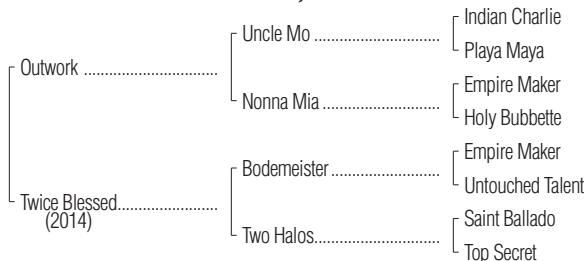 Indian Charlie
Uncle Mo ...................................
Playa Maya
Outwork ...................................
Empire Maker
Nonna Mia ...................................
Holy Bubbette
Empire Maker
Bodemeister ...............................
Untouched Talent
Twice Blessed...........................
(2014)
Saint Ballado
Two Halos...................................
Top Secret